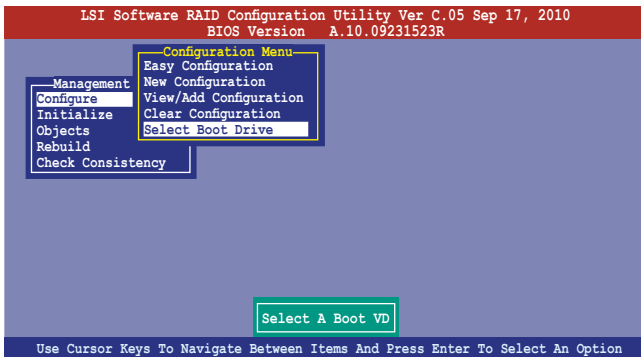 LSI Software RAID Configuration Utility Ver C.05 Sep 17, 2010
BIOS Version A.10.09231523R
Configuration Menu
Easy Configuration
New Configuration
View/Add Configuration
Clear Configuration
Select Boot Drive
Management
Configure
Initialize
Objects
Rebuild
Check Consistency
Select A Boot VD
Use Cursor Keys To Navigate Between Items And Press Enter To Select An Option